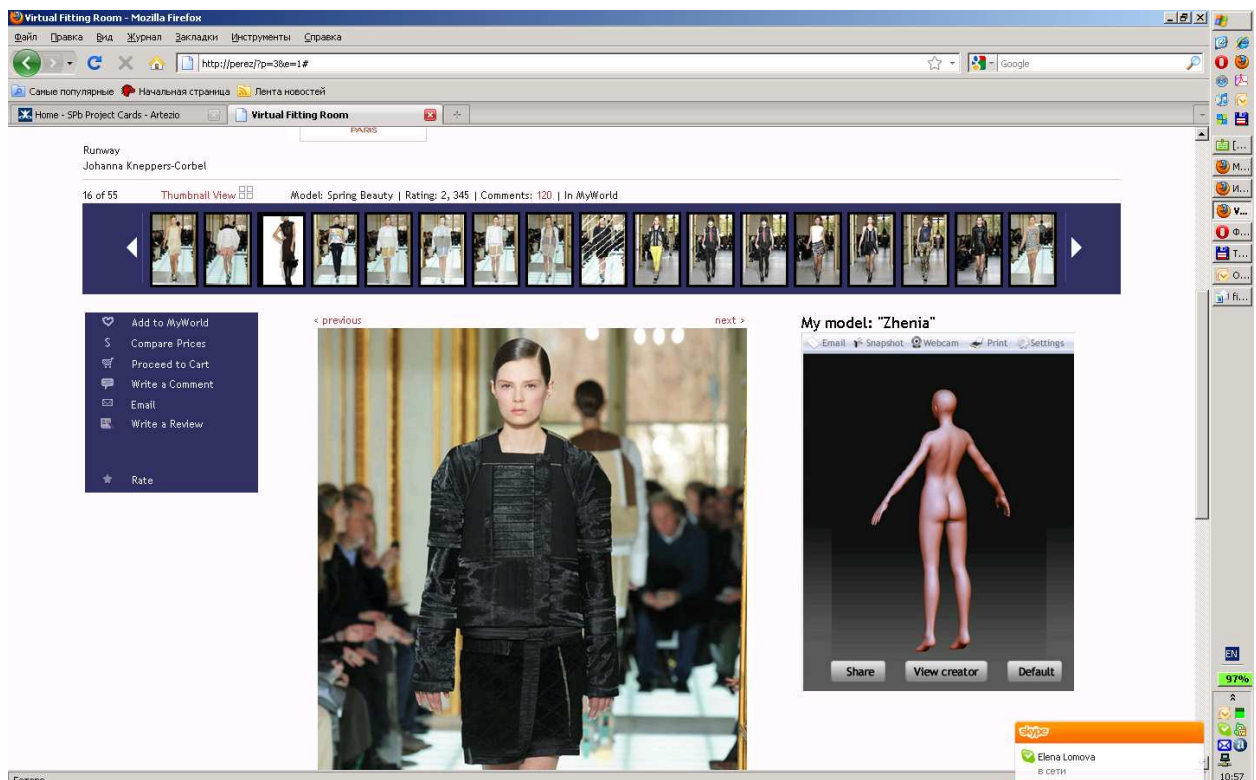 Virtual Fitting Room - Mozilla Firefox
Файл Правка Вид Журнал Закладки Инструменты Справка
http://perez/?p=3&e=1#
Google
Самые популярные Начальная страница Лента новостей
Home - SPb Project Cards - Artezio
Virtual Fitting Room
PARIS
Runway
Johanna Kneppers-Corbel
16 of 55 Thumbnail View Model: Spring Beauty | Rating: 2, 345 | Comments: 120 | In MyWorld
Add to MyWorld
Compare Prices
Proceed to Cart
Write a Comment
Email
Write a Review
Rate
< previous next >
My model: "Zhenia"
Email Snapshot Webcam Print Settings
Share View creator Default
[...
M...
И...
V...
Ф...
T...
O...
fi...
EN
97%
skype
Elena Lomova
в сети
Готово
10:57